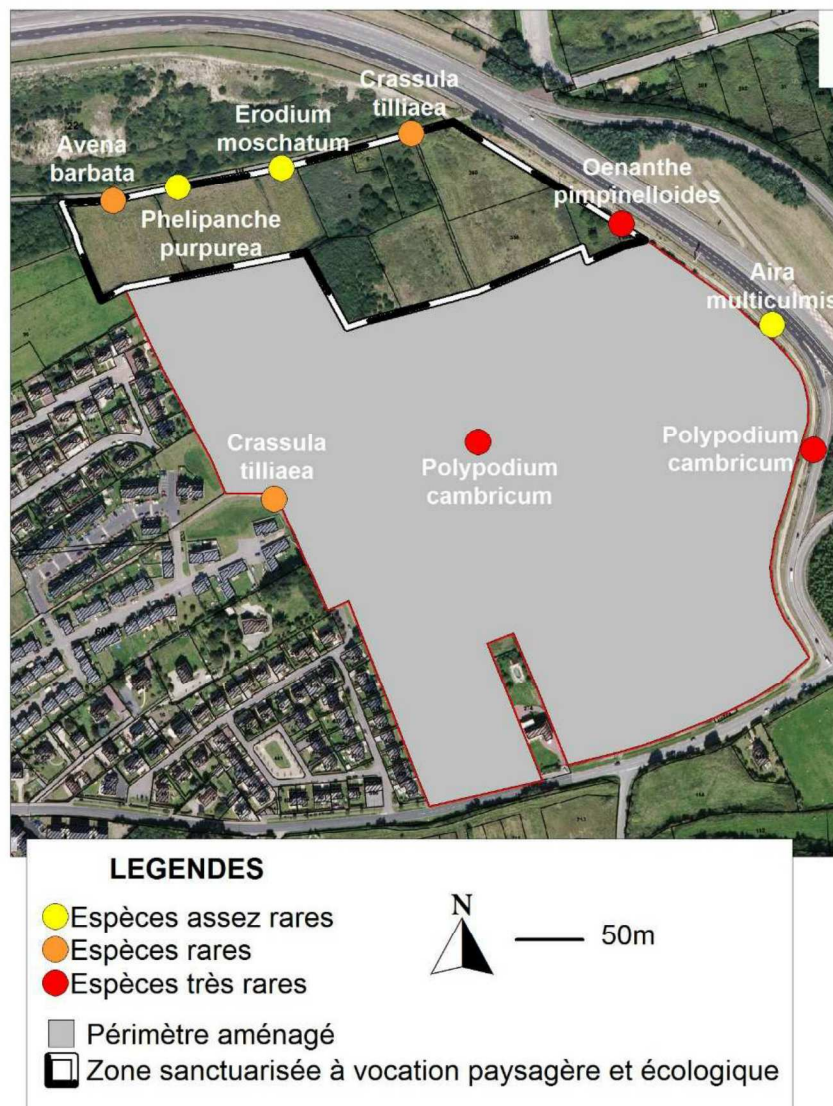 Crassula
tilliaea
Erodium
moschatum
Avena
barbata
Oenanthe
pimpinelloides
Phelipanche
purpurea
Aira
multiculmis
Crassula
tilliaea
Polypodium
cambricum
Polypodium
cambricum
LEGENDES
Espèces assez rares
Espèces rares
Espèces très rares
N
50m
Périmètre aménagé
Zone sanctuarisée à vocation paysagère et écologique